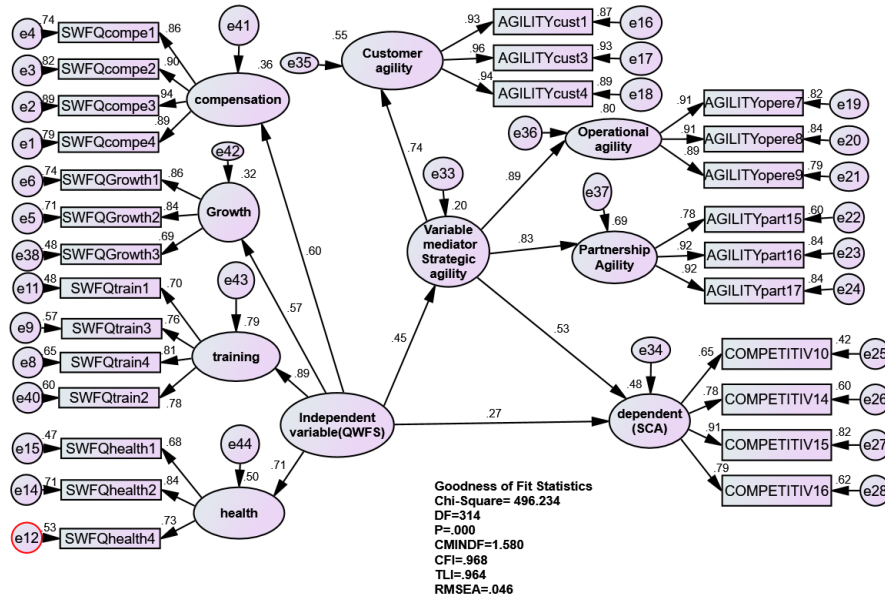 e4 .74 SWFQcompe1 .86
e3 .82 SWFQcompe2 .90
e2 .89 SWFQcompe3 .94
e1 .79 SWFQcompe4 .89
e41
.36
compensation
e6 .74 SWFQGrowth1 .86
e5 .71 SWFQGrowth2 .84
e38 .48 SWFQGrowth3 .69
e42
.32
Growth
e11 .48 SWFQtrain1 .70
e9 .57 SWFQtrain3 .76
e8 .65 SWFQtrain4 .81
e40 .60 SWFQtrain2 .78
e43
.79
training
e15 .47 SWFQhealth1 .68
e14 .71 SWFQhealth2 .84
e12 .53 SWFQhealth4 .73
e44
.50
health
.60
.57
.89
.71
Independent
variable(QWFS)
.45
.27
e33
.20
Variable
mediator
Strategic
agility
.74
.89
.83
.53
e35
.55
Customer
agility
.93 AGILITYcust1 .87 e16
.96 AGILITYcust3 .93 e17
.94 AGILITYcust4 .89 e18
e36
.80
Operational
agility
.91 AGILITYopere7 .82 e19
.91 AGILITYopere8 .84 e20
.89 AGILITYopere9 .79 e21
e37
.69
Partnership
Agility
.78 AGILITYpart15 .60 e22
.92 AGILITYpart16 .84 e23
.92 AGILITYpart17 .84 e24
e34
.48
dependent
(SCA)
.65 COMPETITIV10 .42 e25
.78 COMPETITIV14 .60 e26
.91 COMPETITIV15 .82 e27
.79 COMPETITIV16 .62 e28
Goodness of Fit Statistics
Chi-Square= 496.234
DF=314
P=.000
CMINDF=1.580
CFI=.968
TLI=.964
RMSEA=.046